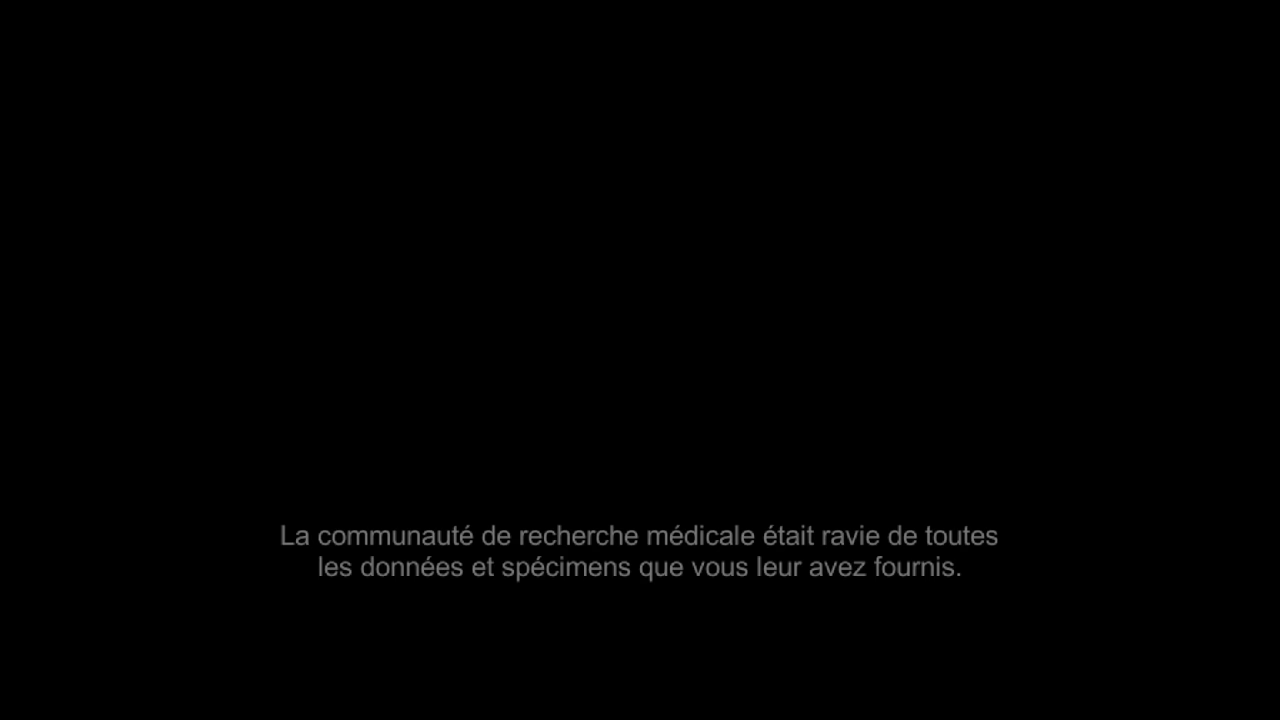 La communauté de recherche médicale était ravie de toutes
les données et spécimens que vous leur avez fournis.